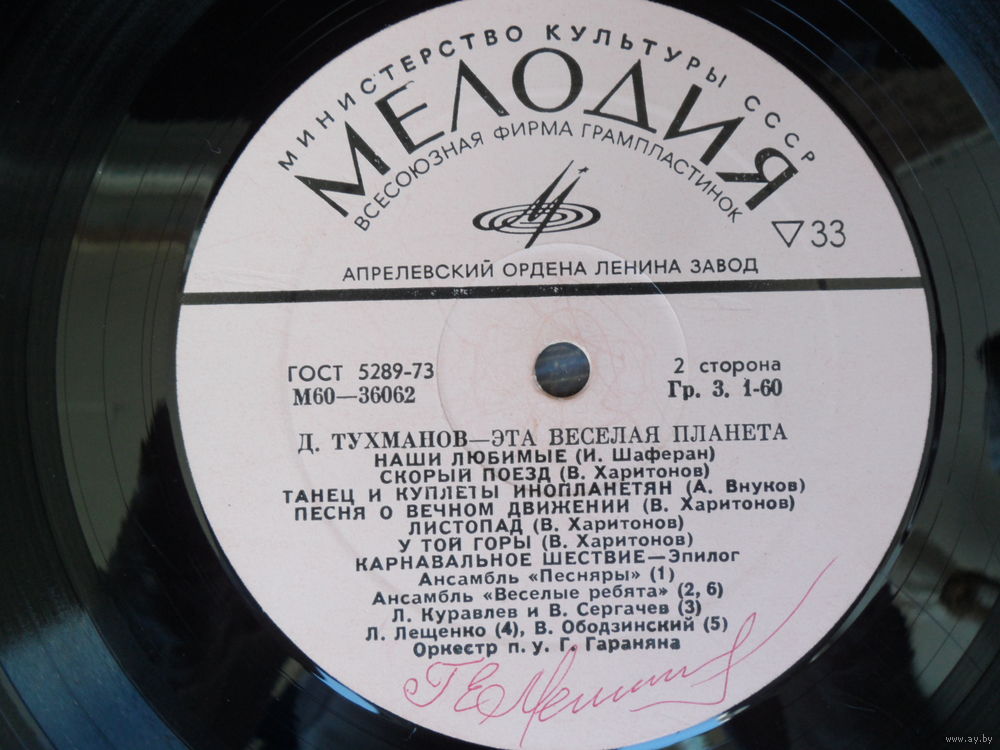 МИНИСТЕРСТВО КУЛЬТУРЫ СССР
МЕЛОДИЯ
ВСЕСОЮЗНАЯ ФИРМА ГРАМПЛАСТИНОК
▽33
АПРЕЛЕВСКИЙ ОРДЕНА ЛЕНИНА ЗАВОД
ГОСТ 5289-73
М60—36062
2 сторона
Гр. 3. 1-60
Д. ТУХМАНОВ—ЭТА ВЕСЕЛАЯ ПЛАНЕТА
НАШИ ЛЮБИМЫЕ (И. Шаферан)
СКОРЫЙ ПОЕЗД (В. Харитонов)
ТАНЕЦ И КУПЛЕТЫ ИНОПЛАНЕТЯН (А. Внуков)
ПЕСНЯ О ВЕЧНОМ ДВИЖЕНИИ (В. Харитонов)
ЛИСТОПАД (В. Харитонов)
У ТОЙ ГОРЫ (В. Харитонов)
КАРНАВАЛЬНОЕ ШЕСТВИЕ—Эпилог
Ансамбль «Песняры» (1)
Ансамбль «Веселые ребята» (2, 6)
Л. Куравлев и В. Сергачев (3)
Л. Лещенко (4), В. Ободзинский (5)
Оркестр п. у. Г. Гараняна
www.ay.by